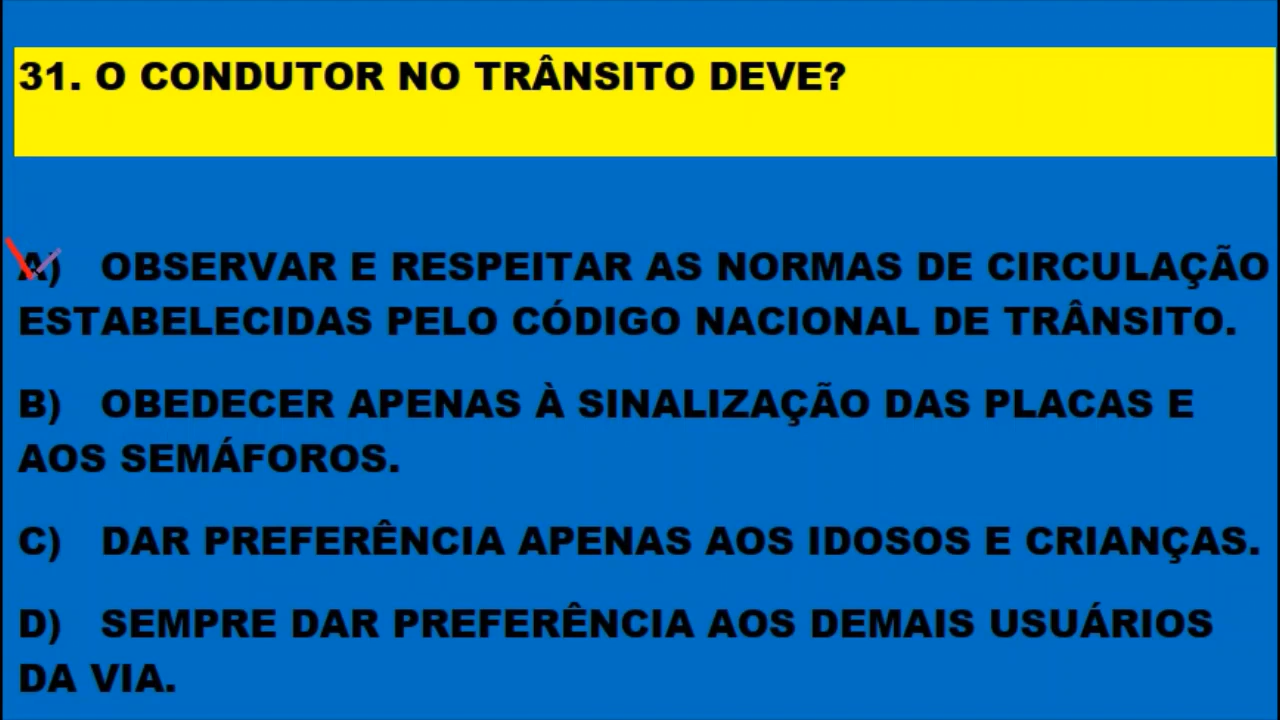 31. O CONDUTOR NO TRÂNSITO DEVE?
A) OBSERVAR E RESPEITAR AS NORMAS DE CIRCULAÇÃO
ESTABELECIDAS PELO CÓDIGO NACIONAL DE TRÂNSITO.
B) OBEDECER APENAS À SINALIZAÇÃO DAS PLACAS E
AOS SEMÁFOROS.
C) DAR PREFERÊNCIA APENAS AOS IDOSOS E CRIANÇAS.
D) SEMPRE DAR PREFERÊNCIA AOS DEMAIS USUÁRIOS
DA VIA.